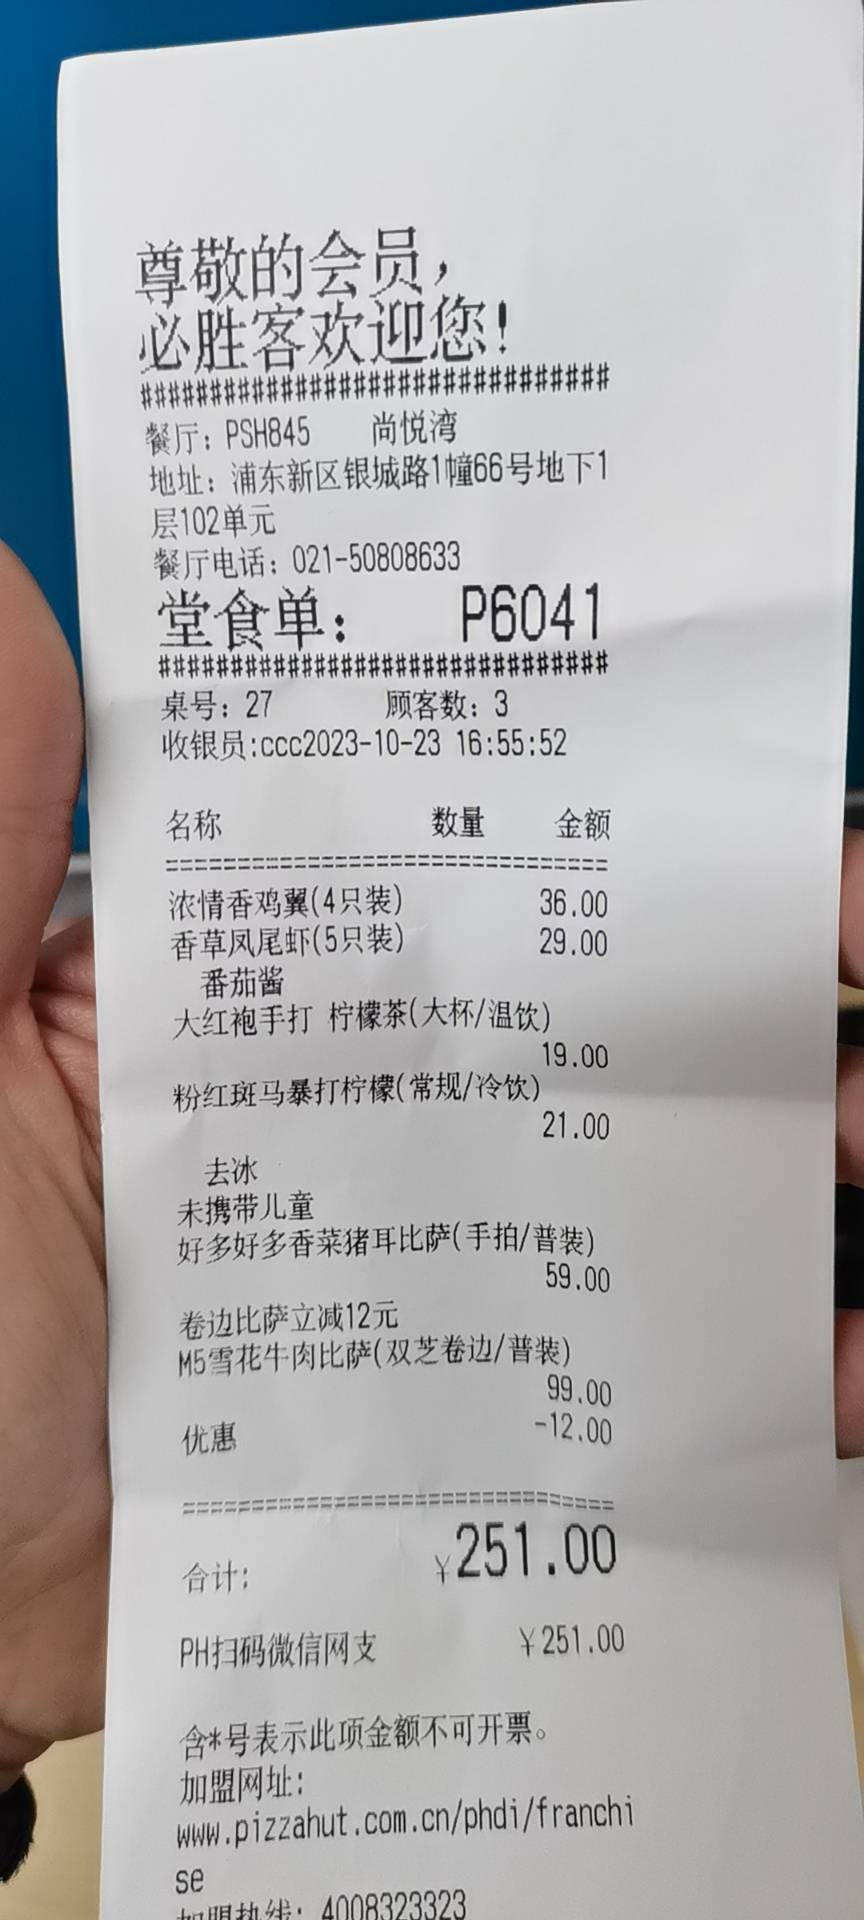 尊敬的会员,
必胜客欢迎您!
################################
餐厅: PSH845 尚悦湾
地址: 浦东新区银城路1幢66号地下1
层102单元
餐厅电话: 021-50808633
堂食单: P6041
################################
桌号: 27 顾客数: 3
收银员:ccc2023-10-23 16:55:52
名称 数量 金额
================================
浓情香鸡翼(4只装) 36.00
香草凤尾虾(5只装) 29.00
番茄酱
大红袍手打 柠檬茶(大杯/温饮)
19.00
粉红斑马暴打柠檬(常规/冷饮)
21.00
去冰
未携带儿童
好多好多香菜猪耳比萨(手拍/普装)
59.00
卷边比萨立减12元
M5雪花牛肉比萨(双芝卷边/普装)
99.00
优惠 -12.00
================================
合计: ¥251.00
PH扫码微信网支 ¥251.00
含*号表示此项金额不可开票。
加盟网址:
www.pizzahut.com.cn/phdi/franchi
se
加盟热线: 4008323323